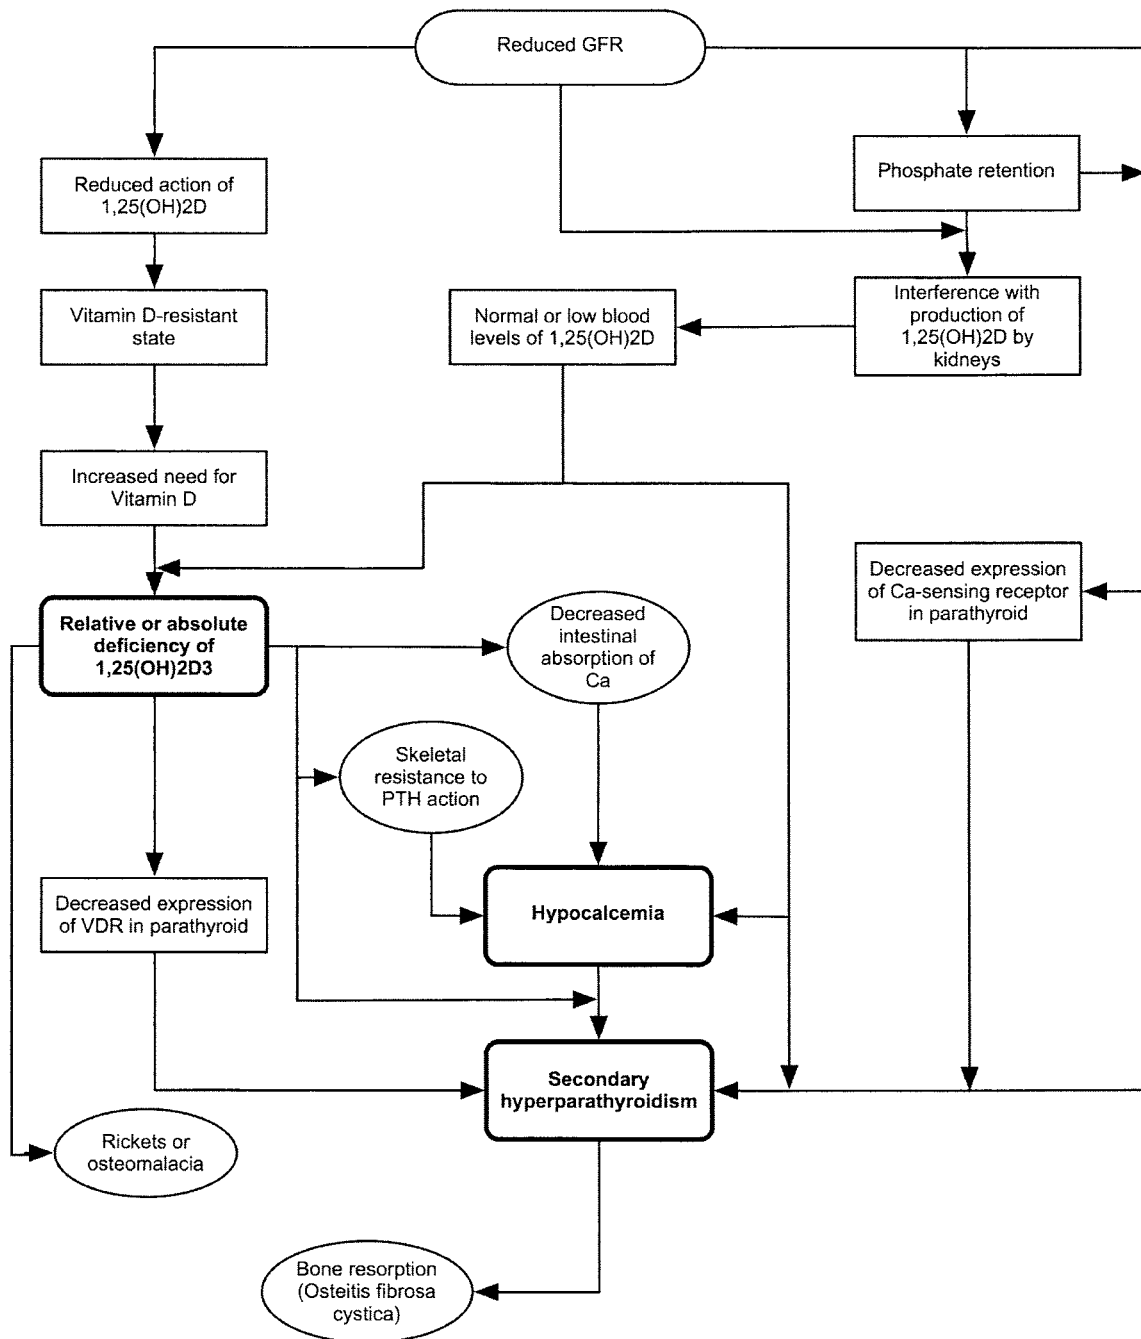 Reduced GFR
Reduced action of
1,25(OH)2D
Phosphate retention
Vitamin D-resistant
state
Normal or low blood
levels of 1,25(OH)2D
Interference with
production of
1,25(OH)2D by
kidneys
Increased need for
Vitamin D
Decreased expression
of Ca-sensing receptor
in parathyroid
Relative or absolute
deficiency of
1,25(OH)2D3
Decreased
intestinal
absorption of
Ca
Skeletal
resistance to
PTH action
Decreased expression
of VDR in parathyroid
Hypocalcemia
Secondary
hyperparathyroidism
Rickets or
osteomalacia
Bone resorption
(Osteitis fibrosa
cystica)